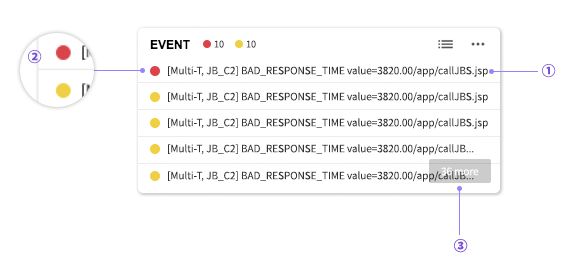 EVENT 10 10
② [Multi-T, JB_C2] BAD_RESPONSE_TIME value=3820.00/app/callJBS.jsp ①
[Multi-T, JB_C2] BAD_RESPONSE_TIME value=3820.00/app/callJBS.jsp
[Multi-T, JB_C2] BAD_RESPONSE_TIME value=3820.00/app/callJBS.jsp
[Multi-T, JB_C2] BAD_RESPONSE_TIME value=3820.00/app/callJB...
[Multi-T, JB_C2] BAD_RESPONSE_TIME value=3820.00/app/callJB...
36 more
③